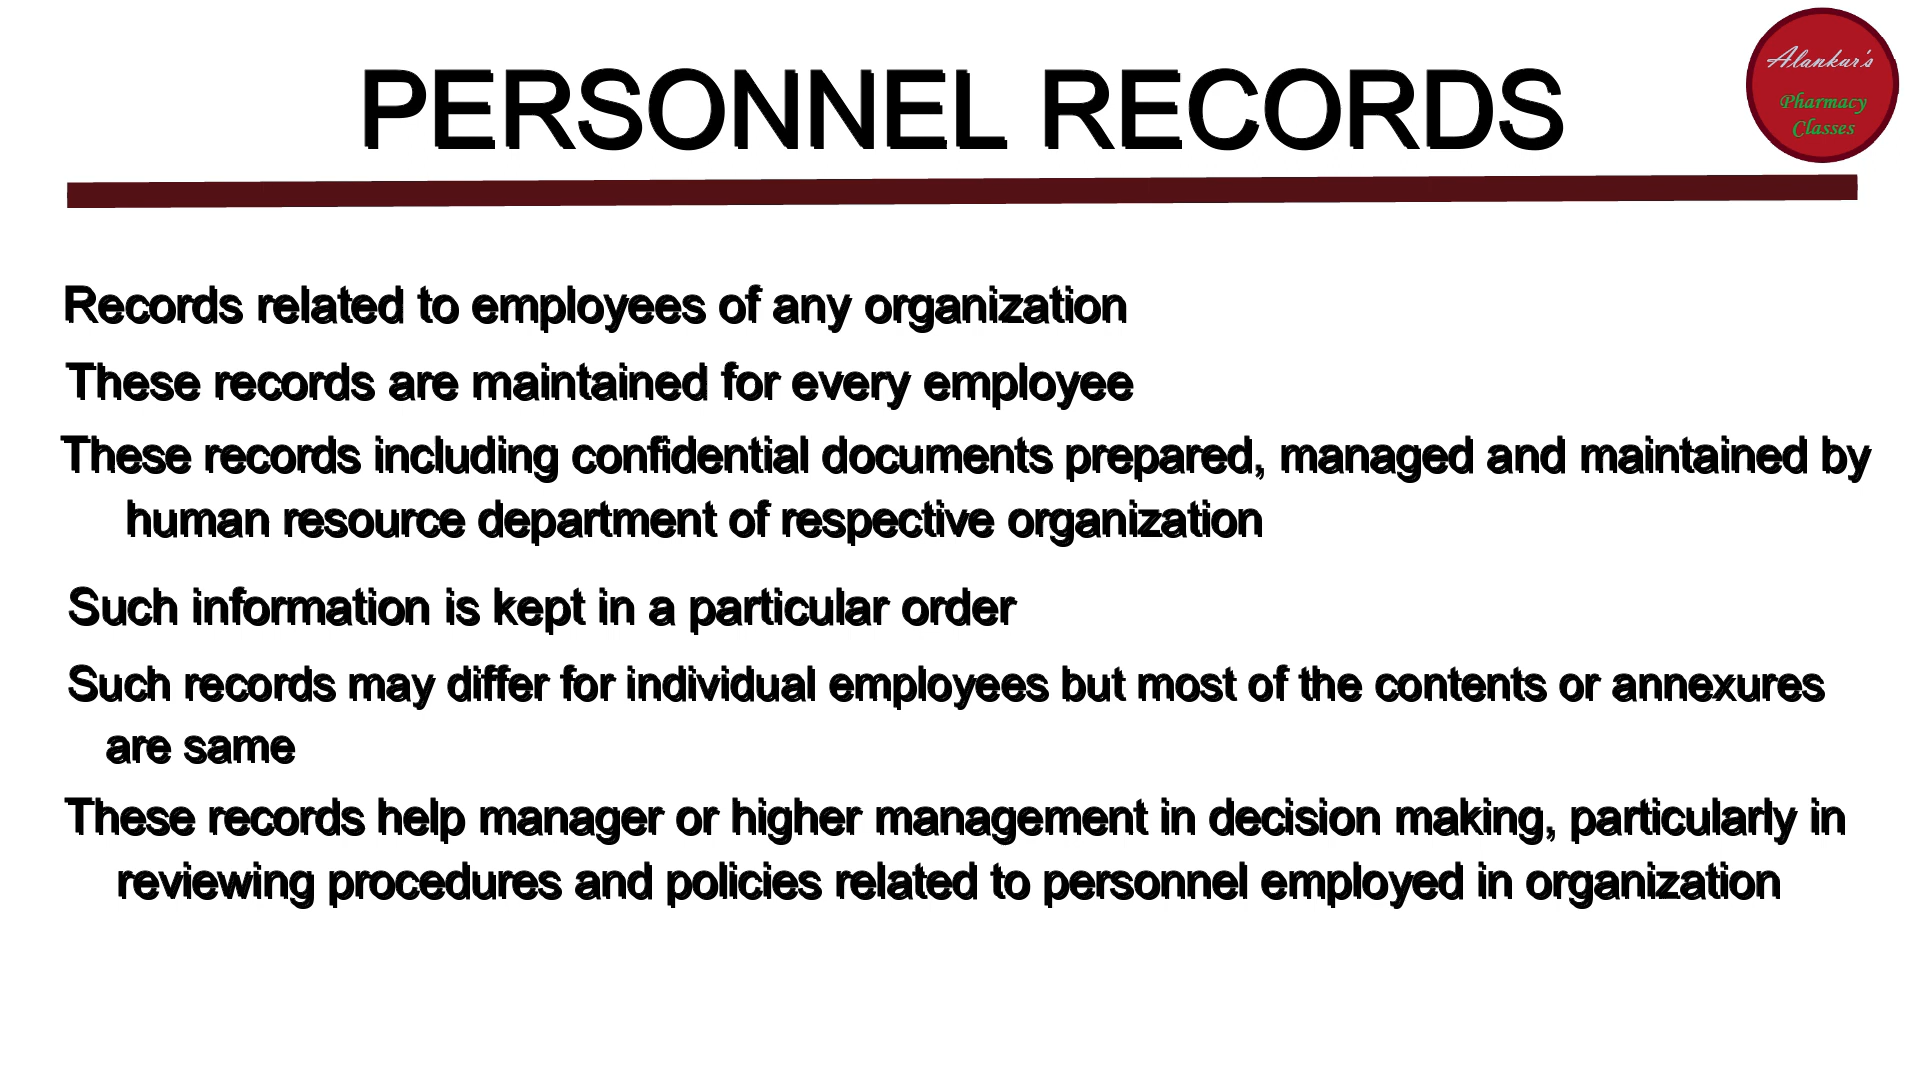 Alankar's
Pharmacy
Classes
PERSONNEL RECORDS
Records related to employees of any organization
These records are maintained for every employee
These records including confidential documents prepared, managed and maintained by
human resource department of respective organization
Such information is kept in a particular order
Such records may differ for individual employees but most of the contents or annexures
are same
These records help manager or higher management in decision making, particularly in
reviewing procedures and policies related to personnel employed in organization